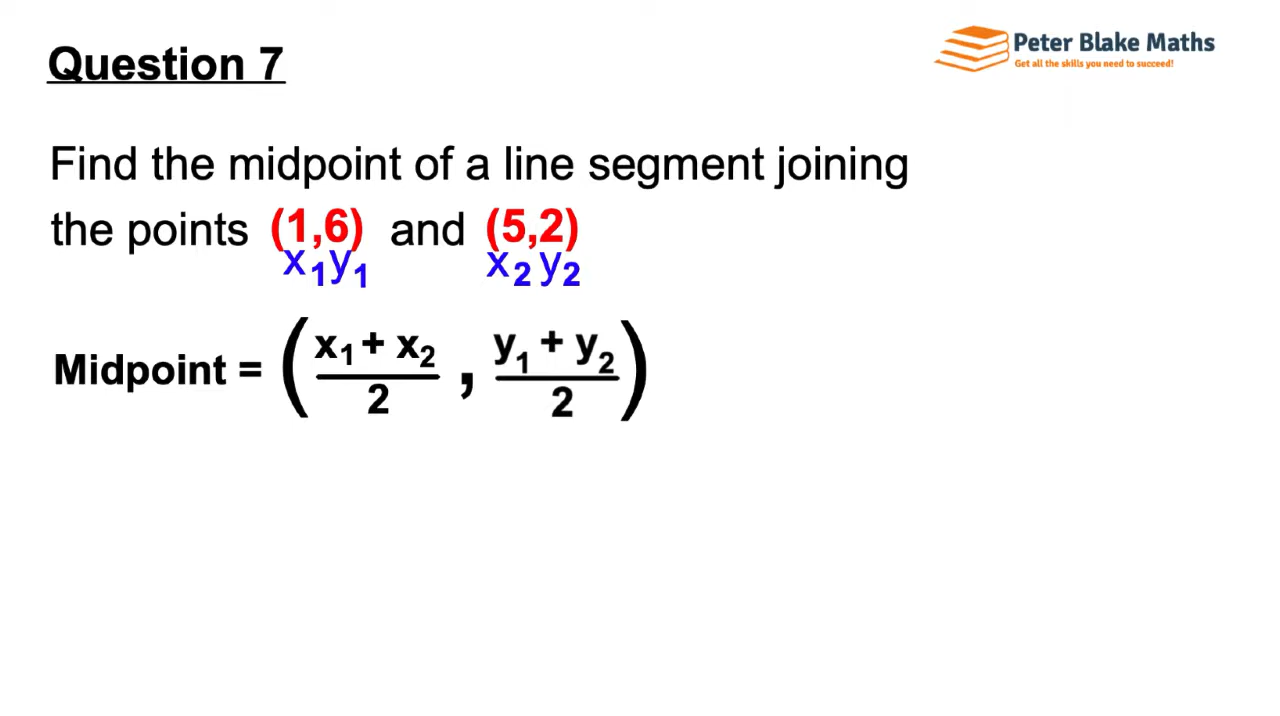 Question 7
Peter Blake Maths
Get all the skills you need to succeed!
Find the midpoint of a line segment joining
the points (1,6) and (5,2)
x₁y₁ x₂y₂
Midpoint = ( x₁ + x₂ / 2 , y₁ + y₂ / 2 )